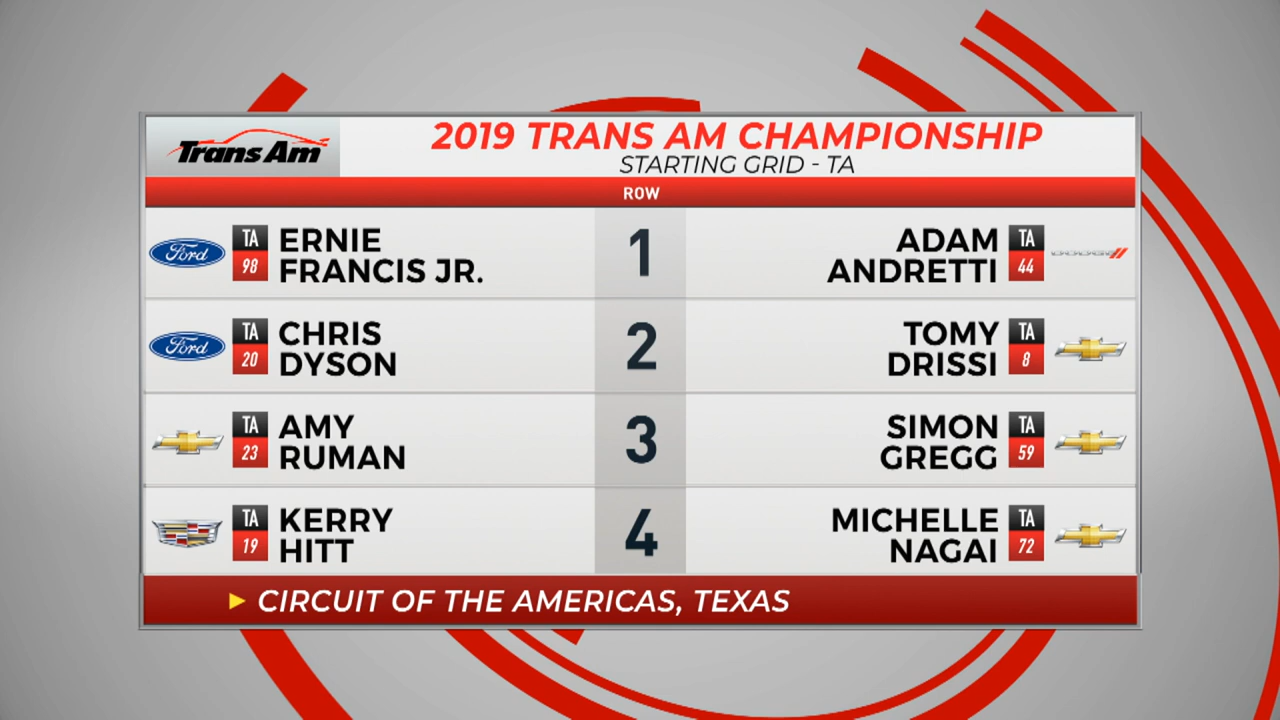 Trans Am
2019 TRANS AM CHAMPIONSHIP
STARTING GRID - TA
ROW
Ford
TA
98
ERNIE
FRANCIS JR.
1
ADAM
ANDRETTI
TA
44
DODGE
Ford
TA
20
CHRIS
DYSON
2
TOMY
DRISSI
TA
8
TA
23
AMY
RUMAN
3
SIMON
GREGG
TA
59
TA
19
KERRY
HITT
4
MICHELLE
NAGAI
TA
72
CIRCUIT OF THE AMERICAS, TEXAS